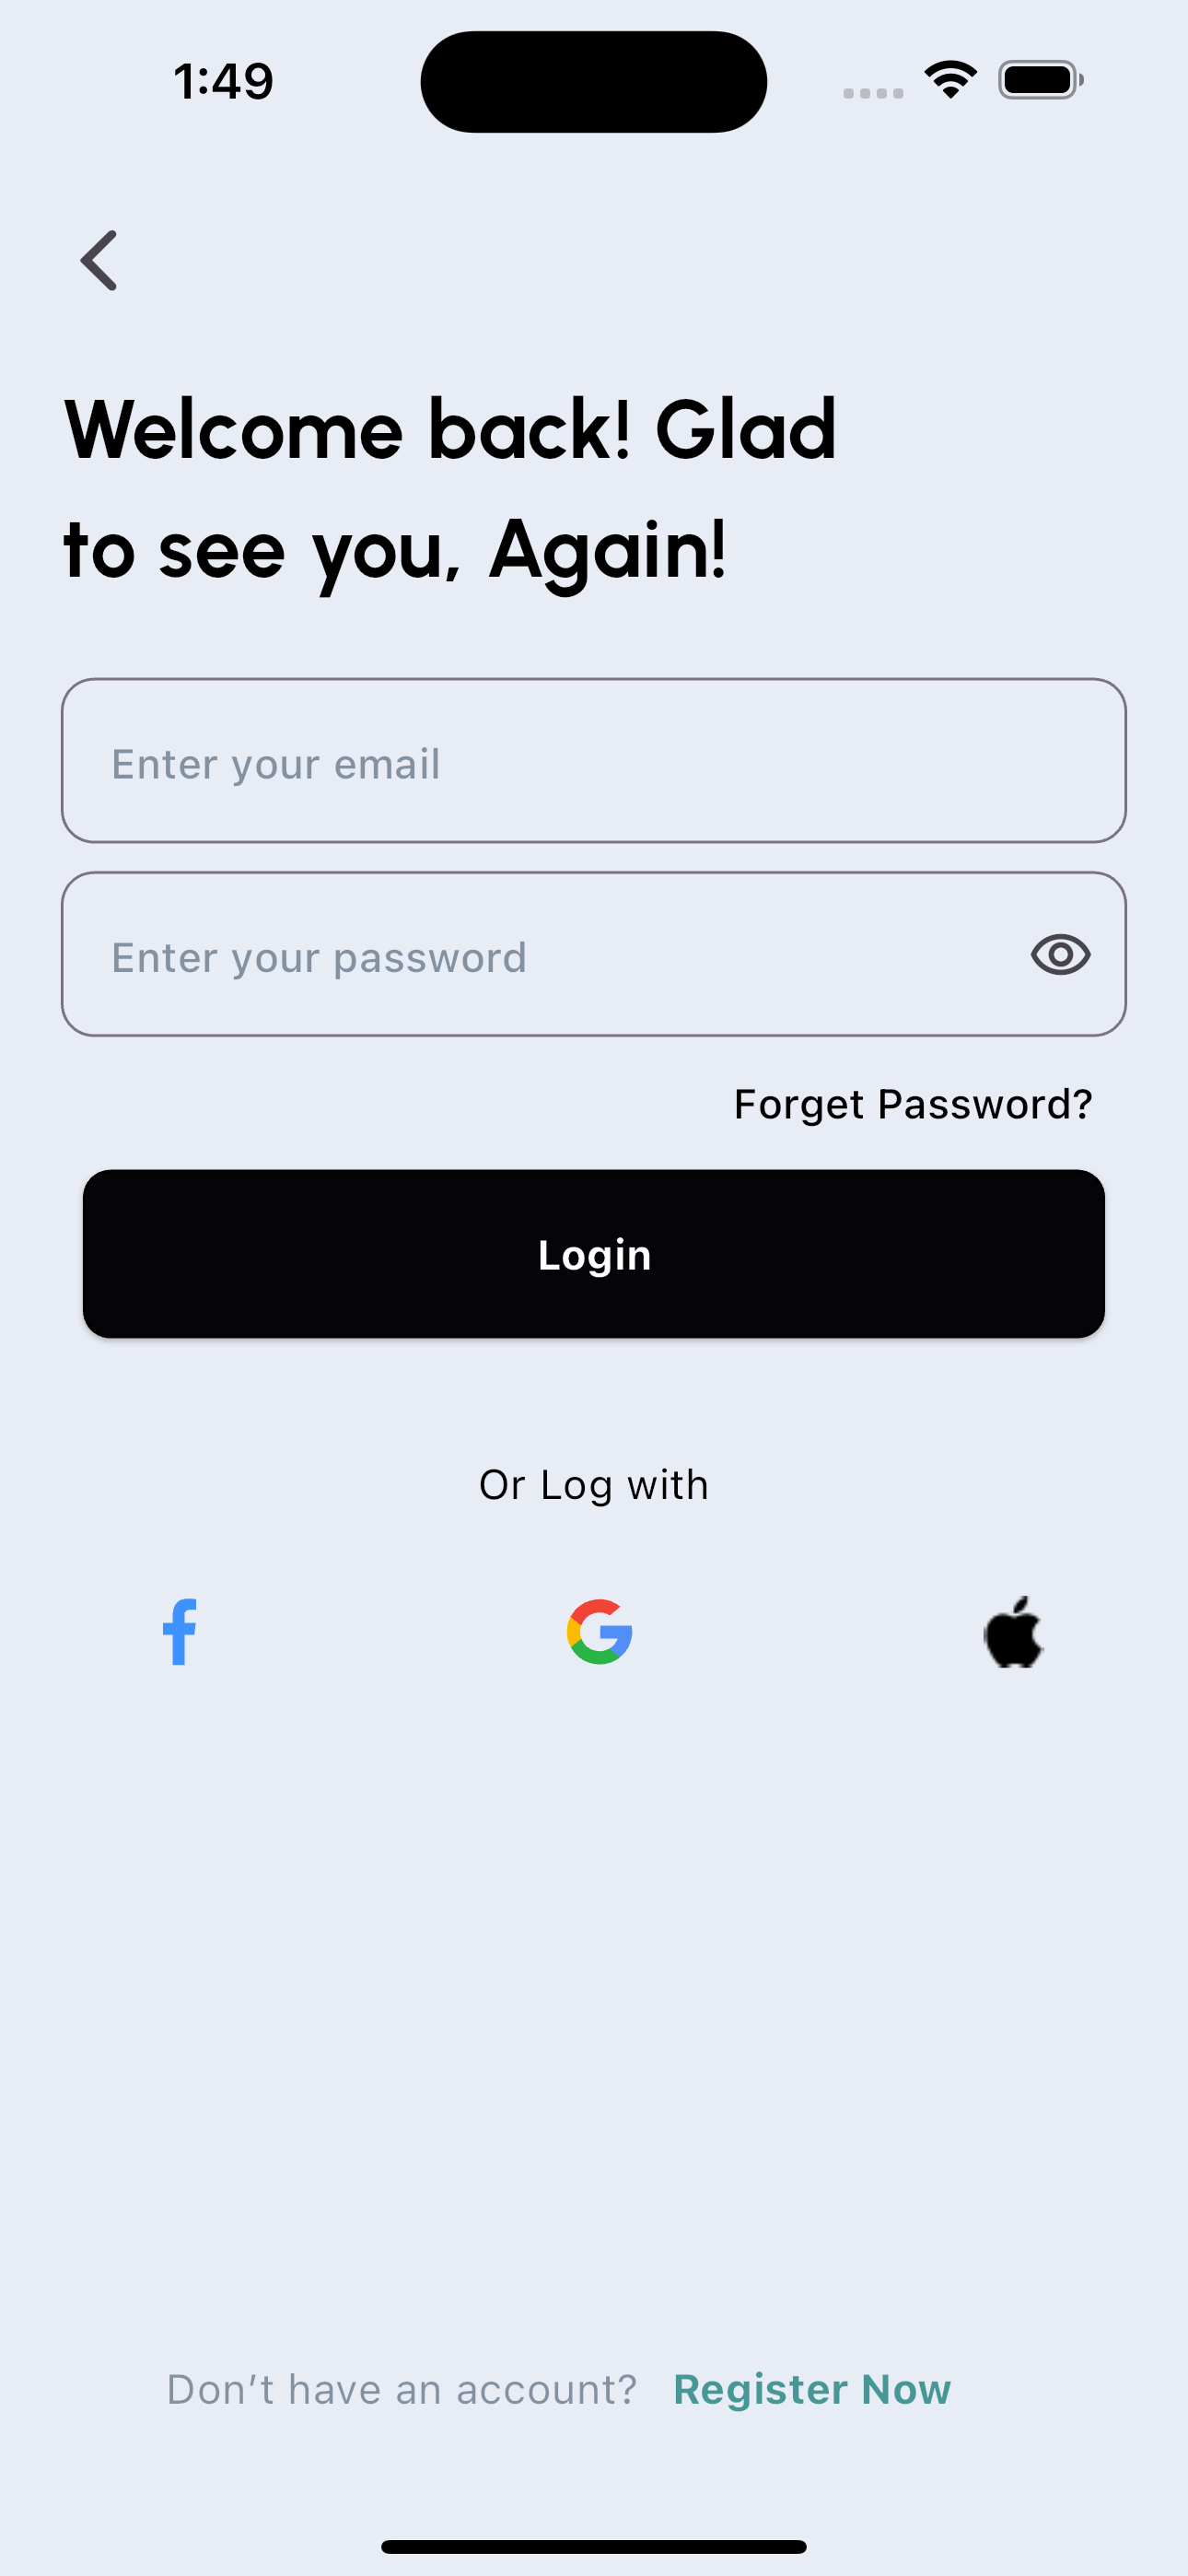 1:49
Welcome back! Glad
to see you, Again!
Enter your email
Enter your password
Forget Password?
Login
Or Log with
Don’t have an account? Register Now